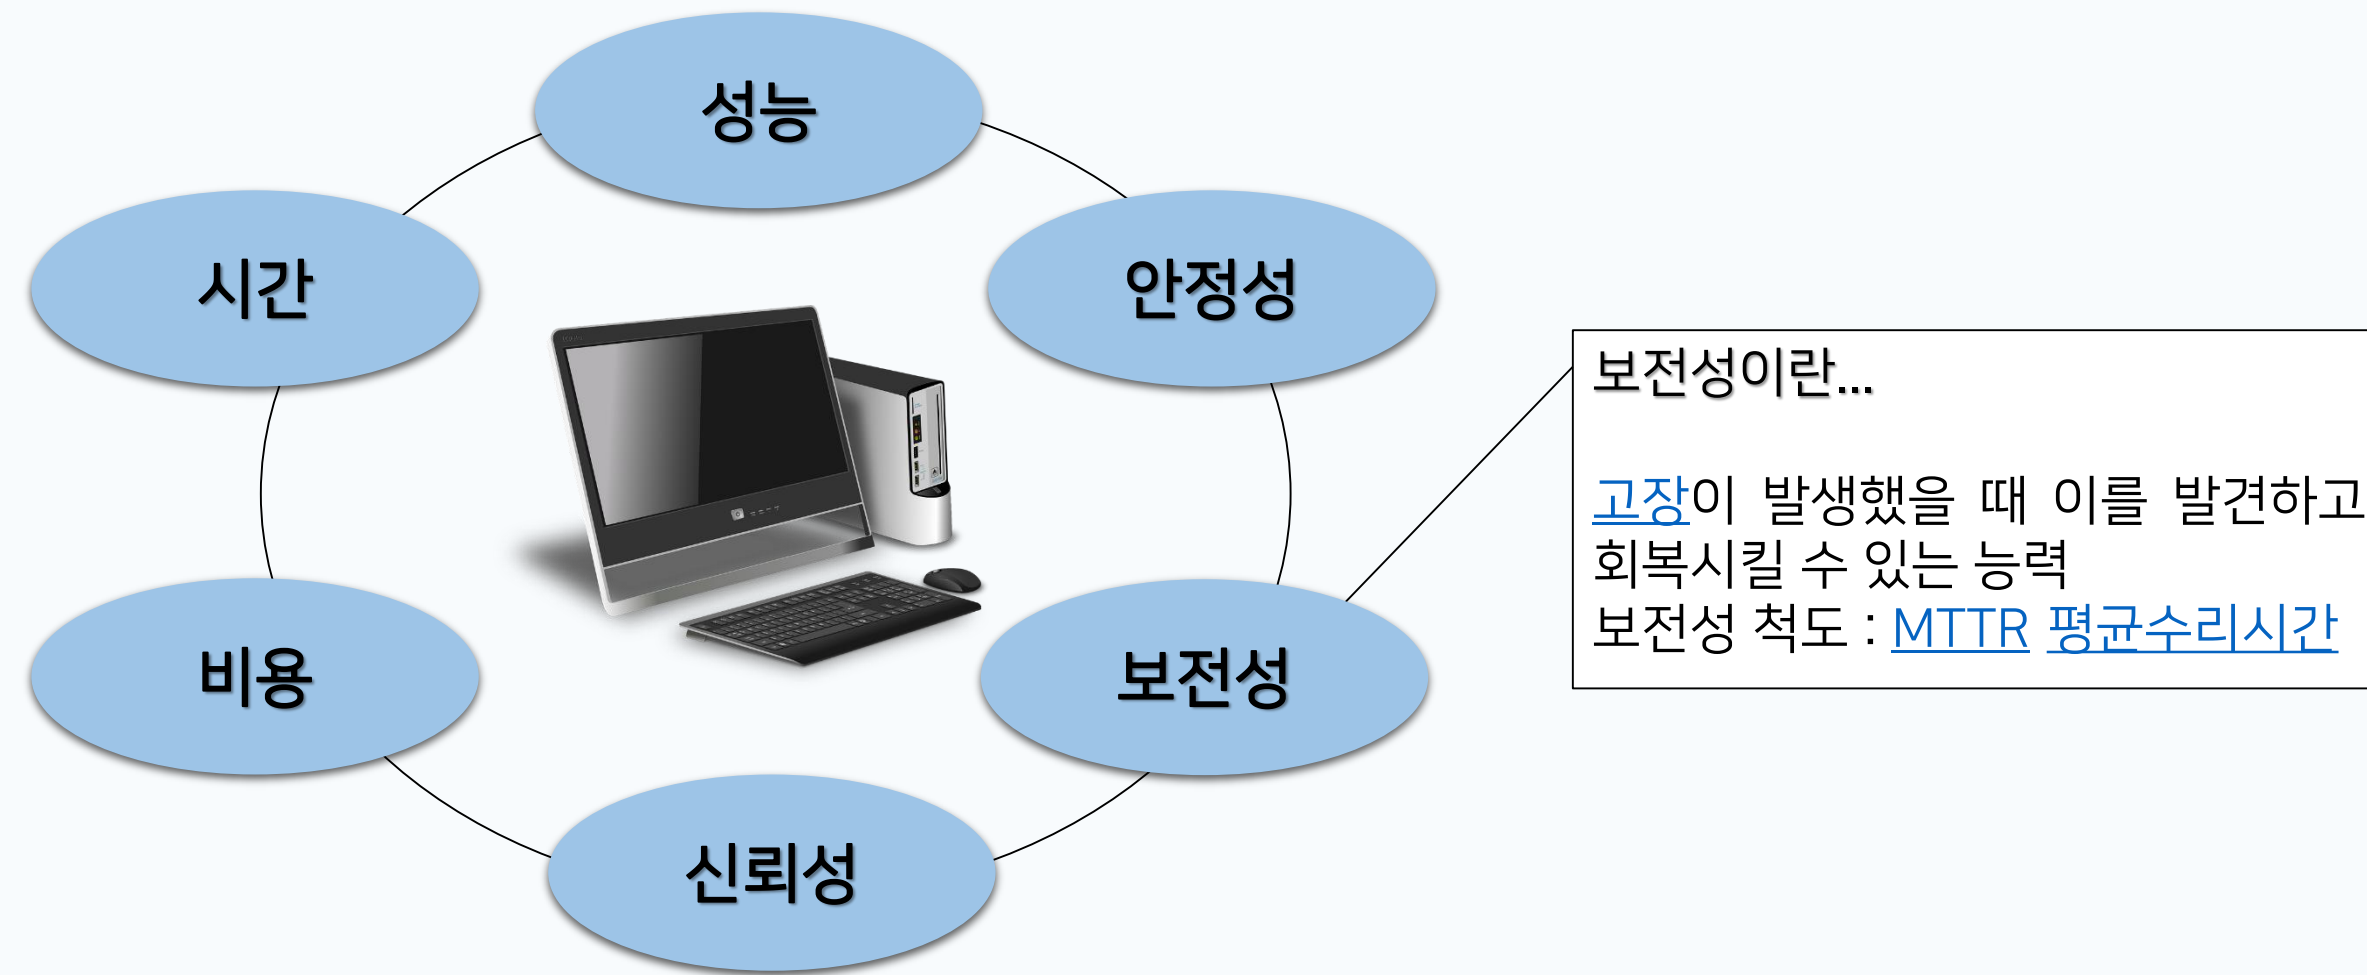 성능
시간
안정성
보전성이란...
고장이 발생했을 때 이를 발견하고
회복시킬 수 있는 능력
보전성 척도 : MTTR 평균수리시간
비용
보전성
신뢰성